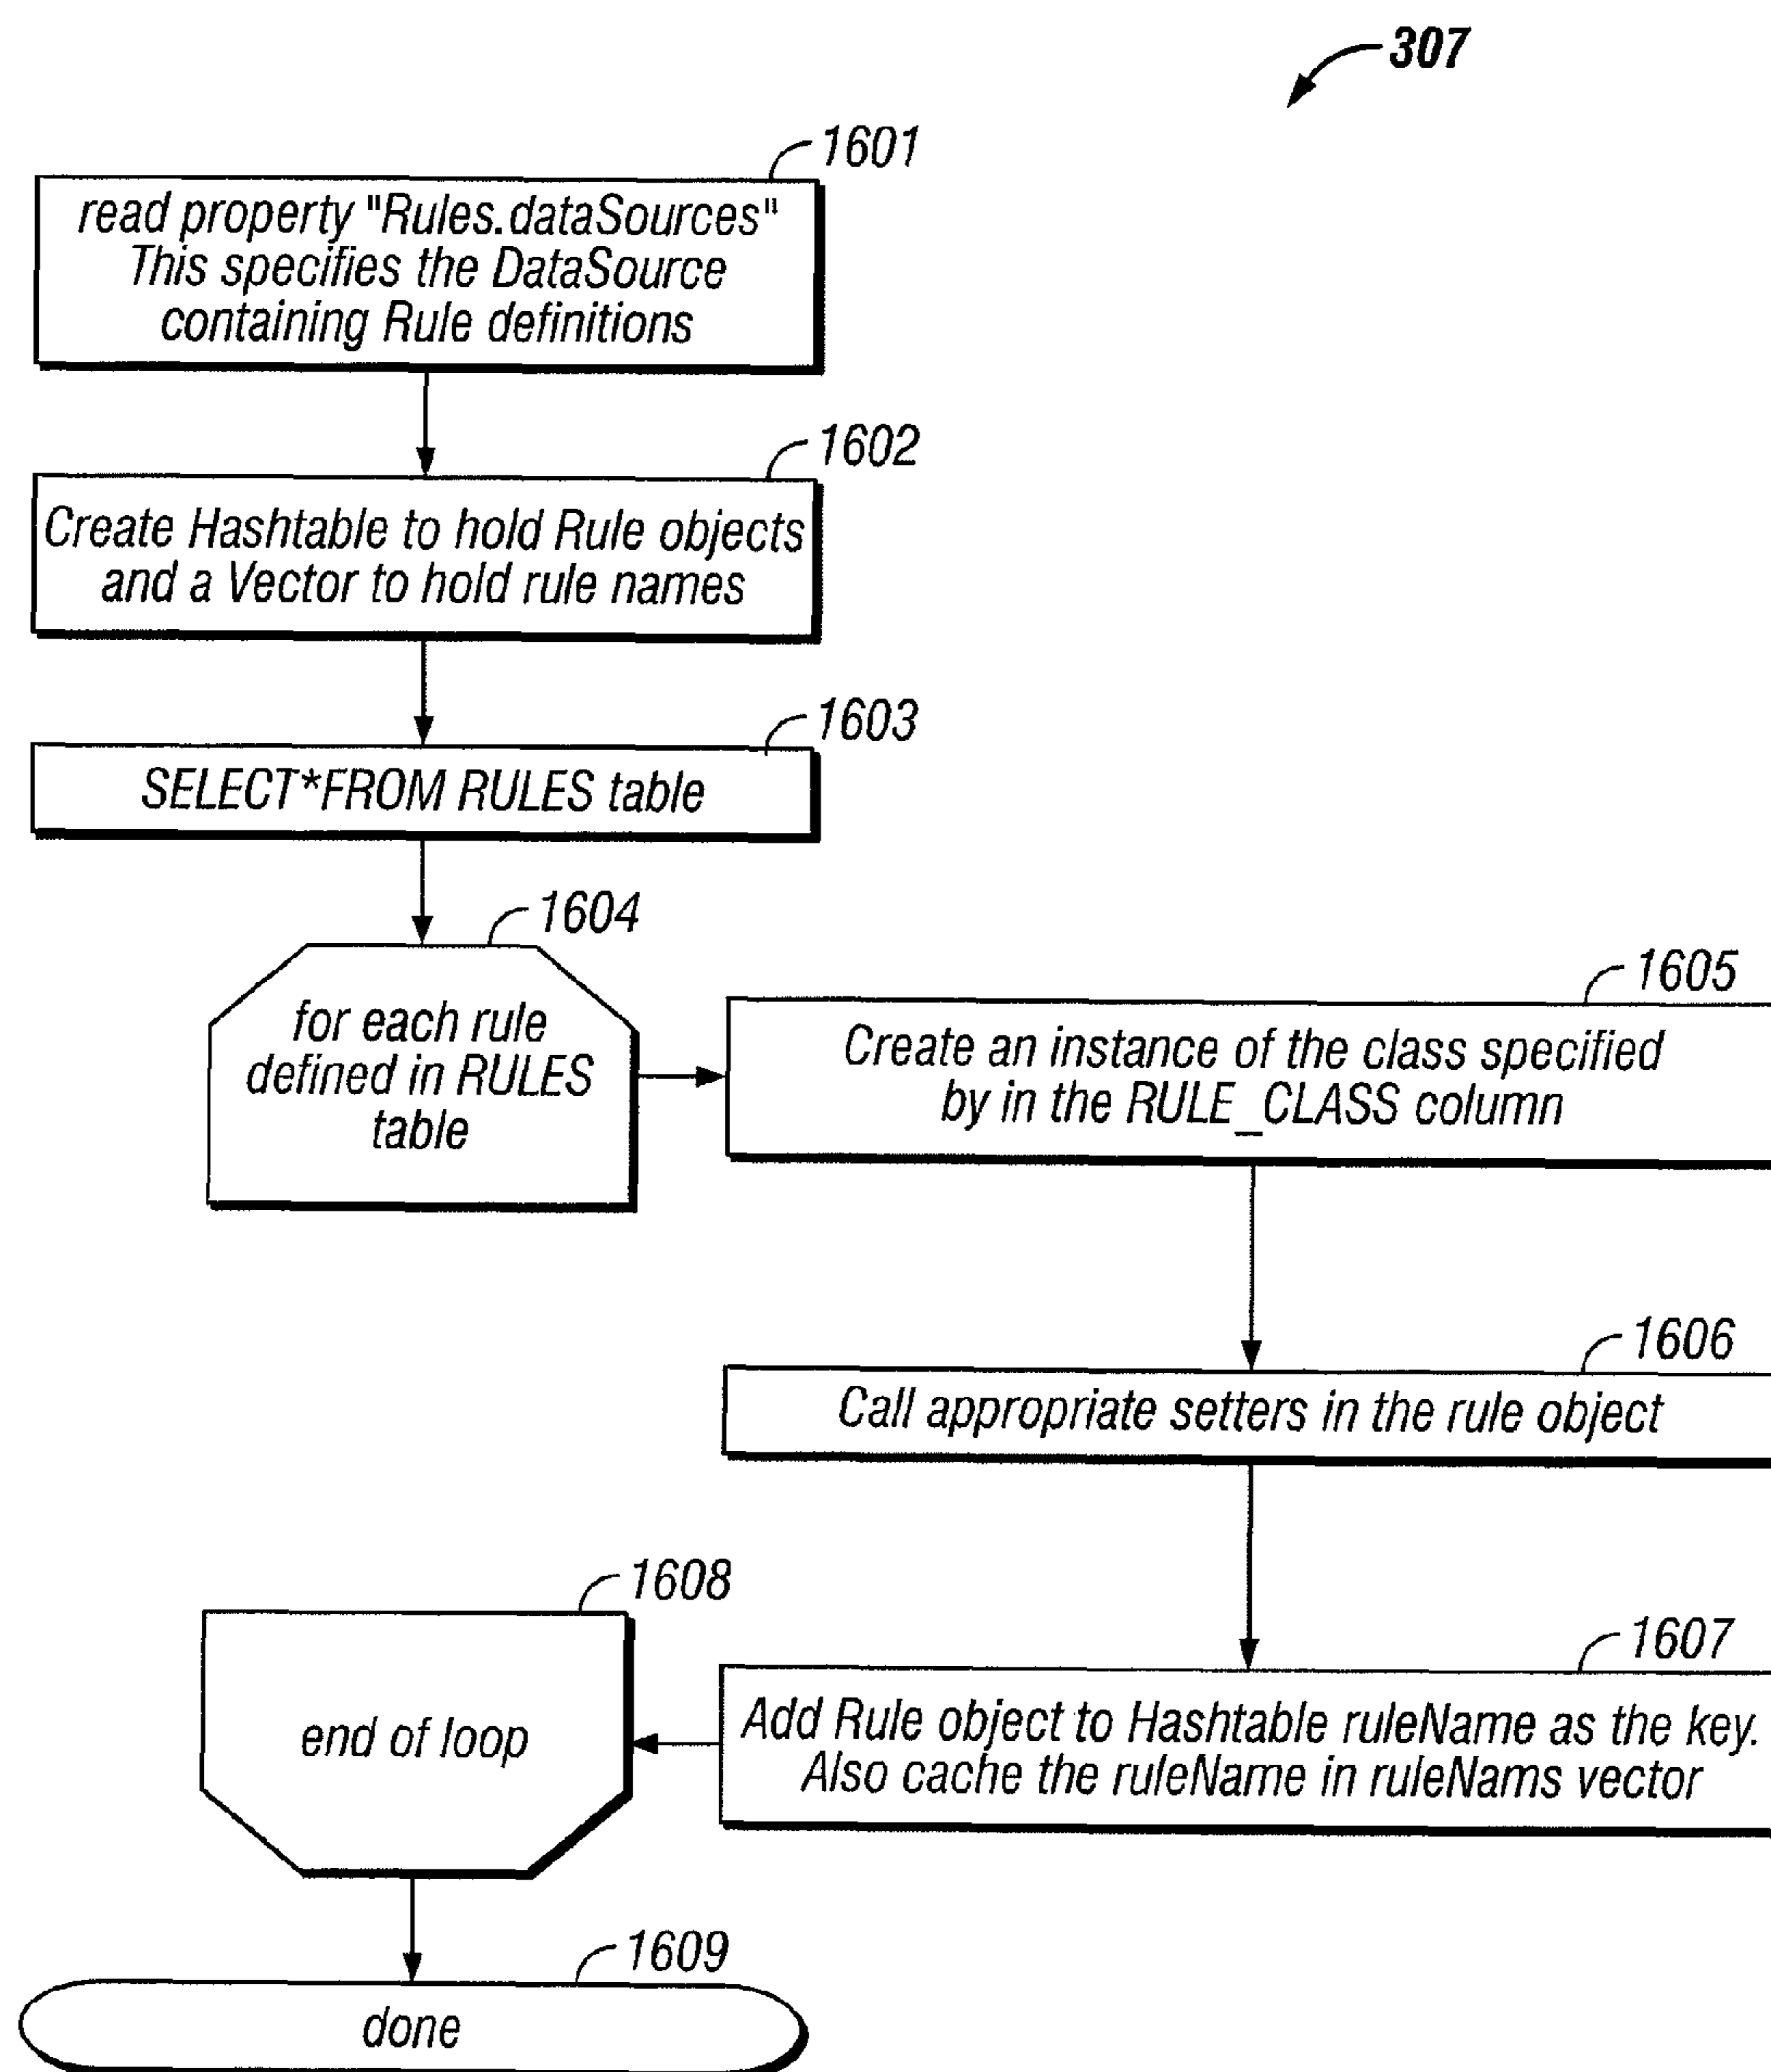 307
1601
read property "Rules.dataSources"
This specifies the DataSource
containing Rule definitions
1602
Create Hashtable to hold Rule objects
and a Vector to hold rule names
1603
SELECT*FROM RULES table
1604
for each rule
defined in RULES
table
1605
Create an instance of the class specified
by in the RULE_CLASS column
1606
Call appropriate setters in the rule object
1607
Add Rule object to Hashtable ruleName as the key.
Also cache the ruleName in ruleNams vector
1608
end of loop
1609
done